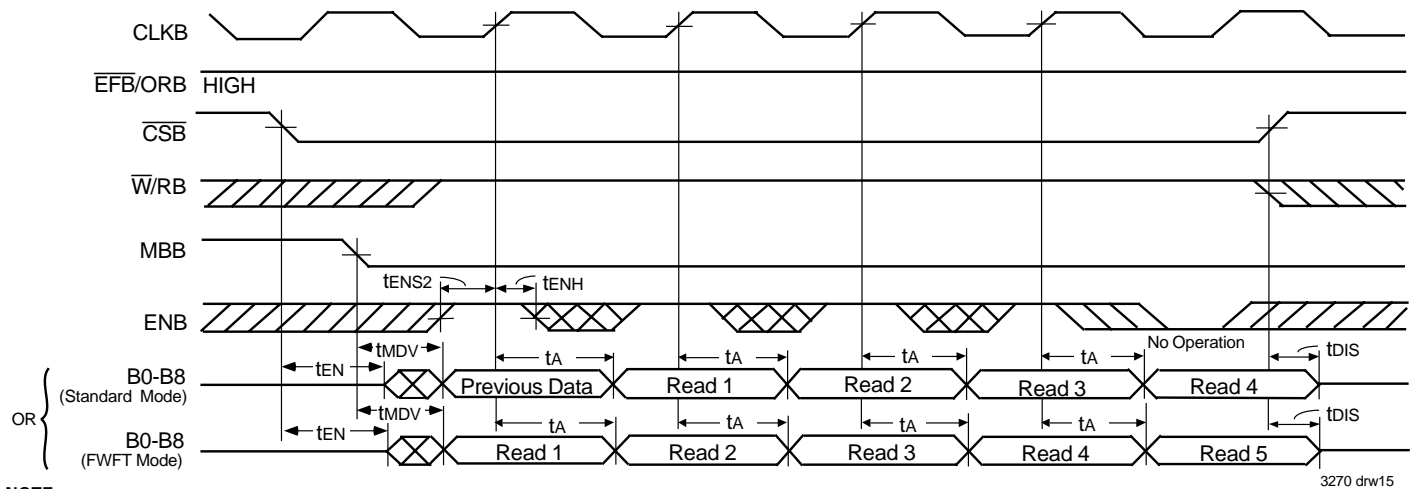 CLKB
EFB/ORB HIGH
CSB
W/RB
MBB
tENS2 tENH
ENB
No Operation
tMDV tA tA tA tA tDIS
tEN
B0-B8 Previous Data Read 1 Read 2 Read 3 Read 4
(Standard Mode)
OR
tMDV tA tA tA tA tDIS
tEN
B0-B8 Read 1 Read 2 Read 3 Read 4 Read 5
(FWFT Mode)
3270 drw15